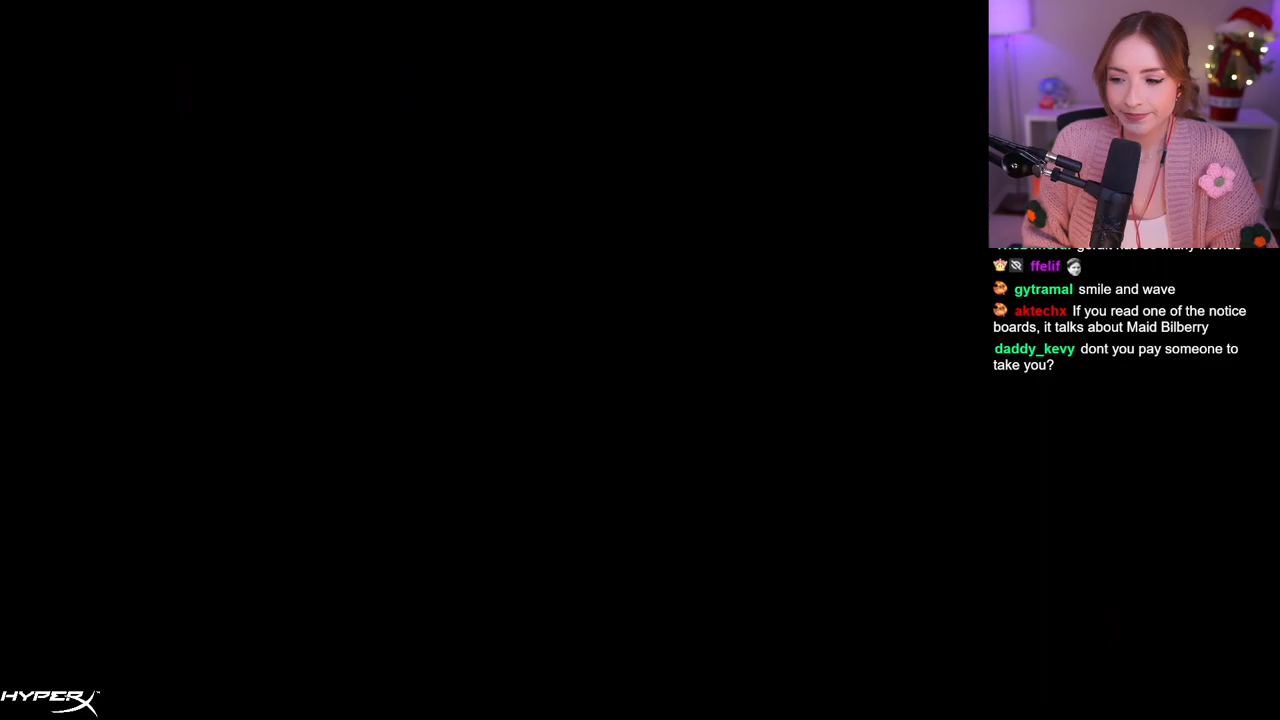 ffelif
gytramal smile and wave
aktechx If you read one of the notice
boards, it talks about Maid Bilberry
daddy_kevy dont you pay someone to
take you?
HYPERX